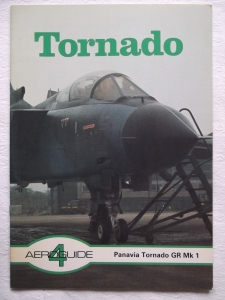 Tornado
4
AEROGUIDE
Panavia Tornado GR Mk 1